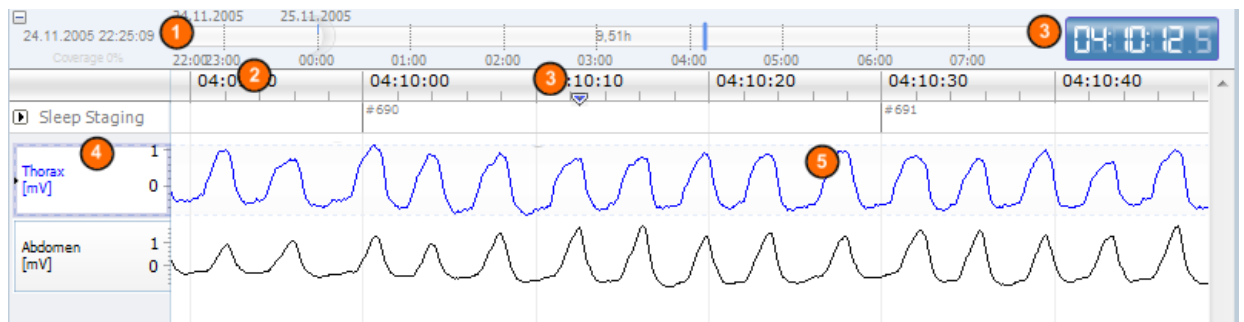 24.11.2005 25.11.2005
24.11.2005 22:25:09 1 9,51h 3 04:10:12.5
Coverage 0% 22:00 23:00 00:00 01:00 02:00 03:00 04:00 05:00 06:00 07:00
2 04:10:00 3 :10:10 04:10:20 04:10:30 04:10:40
Sleep Staging #690 #691
4 1 5
Thorax
[mV] 0
Abdomen 1
[mV] 0